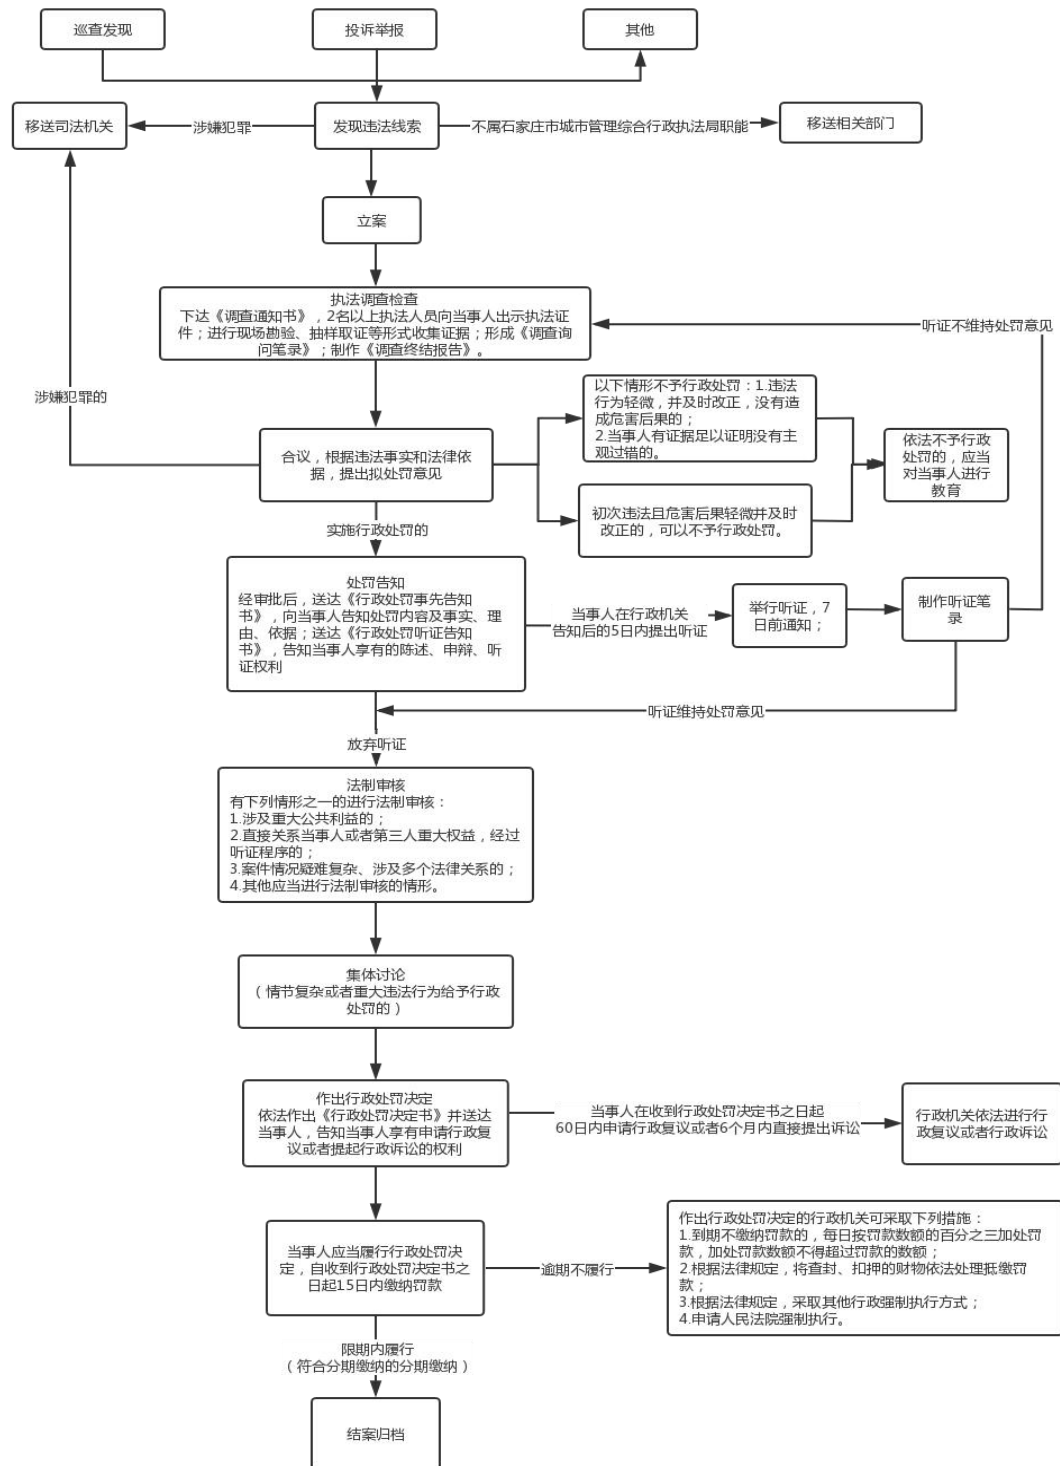 巡查发现
投诉举报
其他
移送司法机关
涉嫌犯罪
发现违法线索
不属石家庄市城市管理综合行政执法局职能
移送相关部门
立案
执法调查检查
下达《调查通知书》，2名以上执法人员向当事人出示执法证
件；进行现场勘验、抽样取证等形式收集证据；形成《调查询
问笔录》；制作《调查终结报告》。
听证不维持处罚意见
涉嫌犯罪的
合议，根据违法事实和法律依
据，提出拟处罚意见
以下情形不予行政处罚：1.违法
行为轻微，并及时改正，没有造
成危害后果的；
2.当事人有证据足以证明没有主
观过错的。
初次违法且危害后果轻微并及时
改正的，可以不予行政处罚。
依法不予行政
处罚的，应当
对当事人进行
教育
实施行政处罚的
处罚告知
经审批后，送达《行政处罚事先告知
书》，向当事人告知处罚内容及事实、理
由、依据；送达《行政处罚听证告知
书》，告知当事人享有的陈述、申辩、听
证权利
当事人在行政机关
告知后的5日内提出听证
举行听证，7
日前通知；
制作听证笔
录
听证维持处罚意见
放弃听证
法制审核
有下列情形之一的进行法制审核：
1.涉及重大公共利益的；
2.直接关系当事人或者第三人重大权益，经过
听证程序的；
3.案件情况疑难复杂、涉及多个法律关系的；
4.其他应当进行法制审核的情形。
集体讨论
（情节复杂或者重大违法行为给予行政
处罚的）
作出行政处罚决定
依法作出《行政处罚决定书》并送达
当事人，告知当事人享有申请行政复
议或者提起行政诉讼的权利
当事人在收到行政处罚决定书之日起
60日内申请行政复议或者6个月内直接提出诉讼
行政机关依法进行行
政复议或者行政诉讼
当事人应当履行行政处罚决
定，自收到行政处罚决定书之
日起15日内缴纳罚款
逾期不履行
作出行政处罚决定的行政机关可采取下列措施：
1.到期不缴纳罚款的，每日按罚款数额的百分之三加处罚
款，加处罚款数额不得超过罚款的数额；
2.根据法律规定，将查封、扣押的财物依法处理抵缴罚
款；
3.根据法律规定，采取其他行政强制执行方式；
4.申请人民法院强制执行。
限期内履行
（符合分期缴纳的分期缴纳）
结案归档